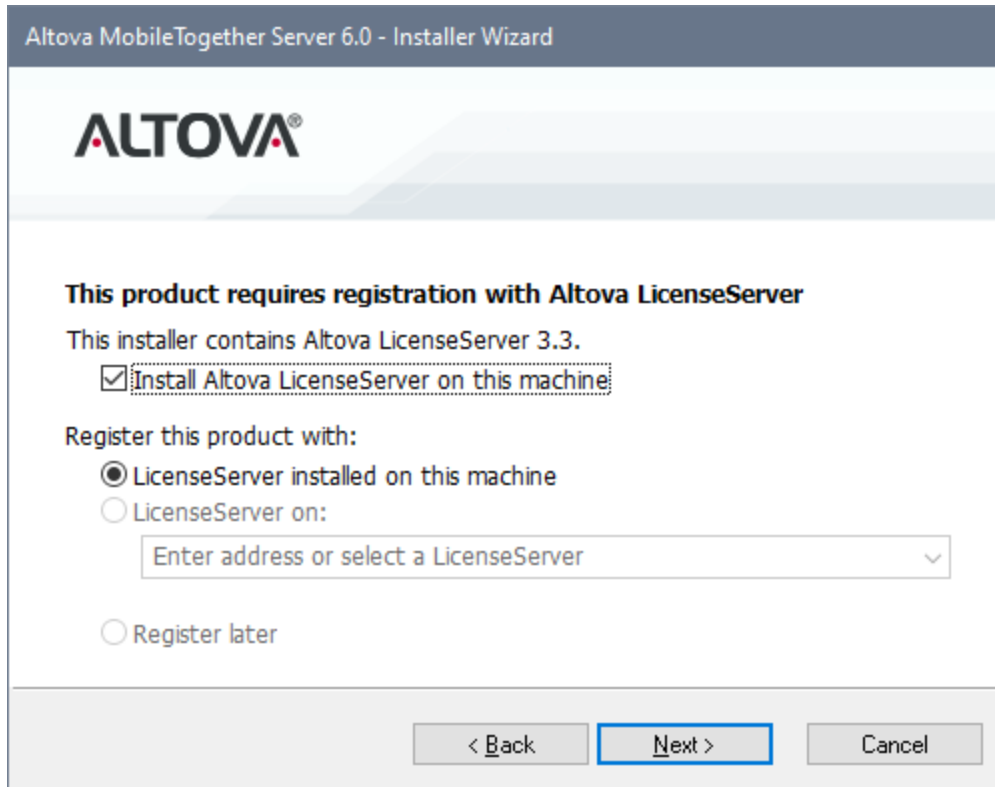 Altova MobileTogether Server 6.0 - Installer Wizard
ALTOVA®
This product requires registration with Altova LicenseServer
This installer contains Altova LicenseServer 3.3.
Install Altova LicenseServer on this machine
Register this product with:
LicenseServer installed on this machine
LicenseServer on:
Enter address or select a LicenseServer
Register later
< Back Next > Cancel